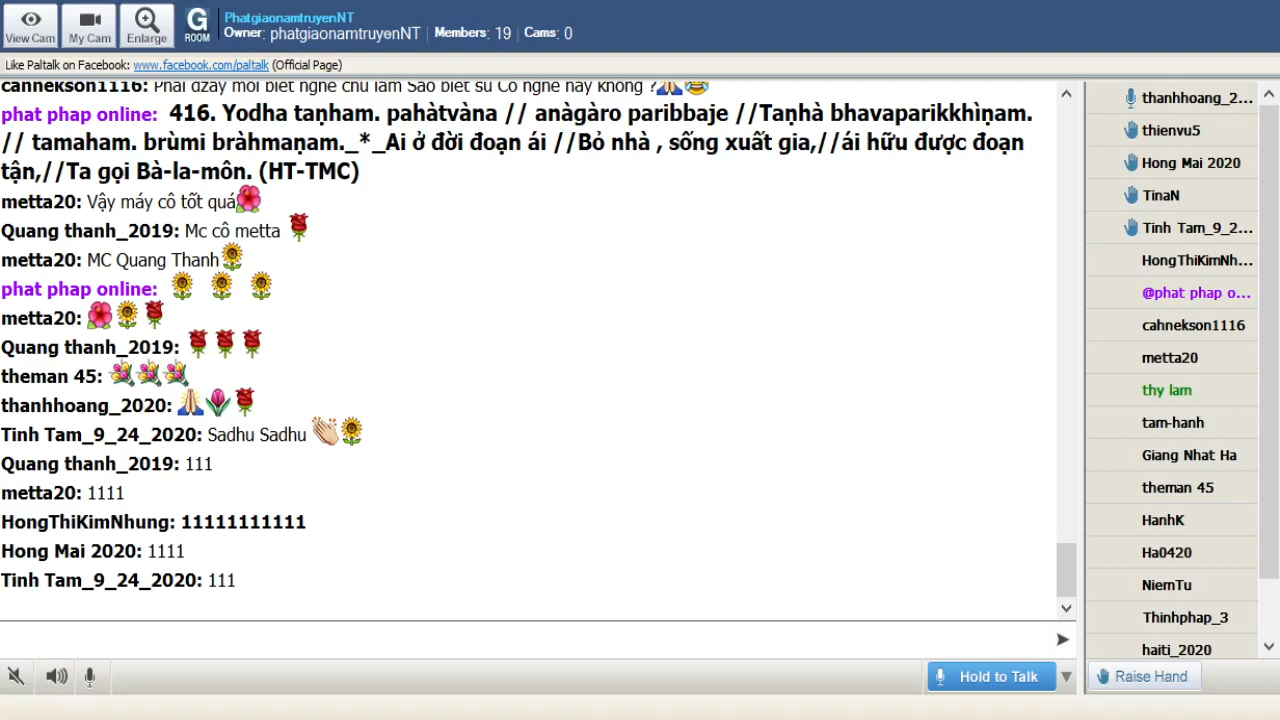 PhatgiaonamtruyenNT
Owner: phatgiaonamtruyenNT | Members: 19 | Cams: 0
View Cam
My Cam
Enlarge
G
ROOM
Like Paltalk on Facebook: www.facebook.com/paltalk (Official Page)
cahnekson1116: Phải dzậy mới biết nghe chứ làm Sao biết sư Cô nghe hay không ?
phat phap online: 416. Yodha taṇham. pahàtvàna // anàgàro paribbaje //Taṇhà bhavaparikkhìṇam.
// tamaham. brùmi bràhmaṇam._*_Ai ở đời đoạn ái //Bỏ nhà , sống xuất gia,//ái hữu được đoạn
tận,//Ta gọi Bà-la-môn. (HT-TMC)
metta20: Vậy máy cô tốt quá
Quang thanh_2019: Mc cô metta
metta20: MC Quang Thanh
phat phap online:
metta20:
Quang thanh_2019:
theman 45:
thanhhoang_2020:
Tinh Tam_9_24_2020: Sadhu Sadhu
Quang thanh_2019: 111
metta20: 1111
HongThiKimNhung: 11111111111
Hong Mai 2020: 1111
Tinh Tam_9_24_2020: 111
Hold to Talk
thanhhoang_2...
thienvu5
Hong Mai 2020
TinaN
Tinh Tam_9_2...
HongThiKimNh...
@phat phap o...
cahnekson1116
metta20
thy lam
tam-hanh
Giang Nhat Ha
theman 45
HanhK
Ha0420
NiemTu
Thinhphap_3
haiti_2020
Raise Hand